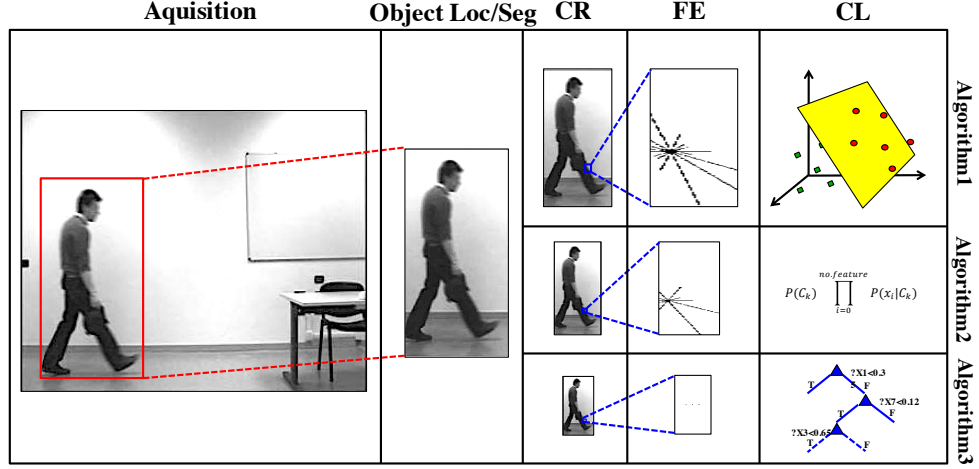 Aquisition
Object Loc/Seg
CR
FE
CL
Algorithm1
no.feature
P(C_k) ∏ P(x_i|C_k)
i=0
Algorithm2
?X1<0.3
5
T
F
?X7<0.12
T
F
?X3<0.65
T
F
Algorithm3